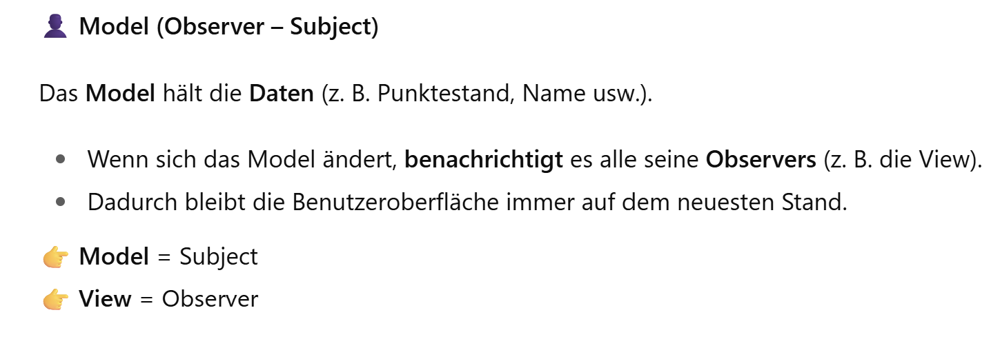 👤 Model (Observer – Subject)
Das Model hält die Daten (z. B. Punktestand, Name usw.).
• Wenn sich das Model ändert, benachrichtigt es alle seine Observers (z. B. die View).
• Dadurch bleibt die Benutzeroberfläche immer auf dem neuesten Stand.
👉 Model = Subject
👉 View = Observer